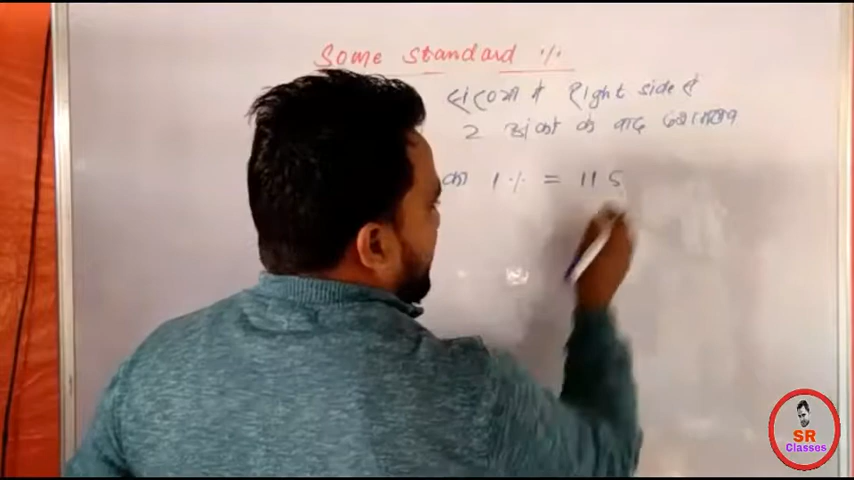 Some Standard %
संख्या में Right side से
2 अंको के बाद दशमलव
का 1% = 115
SR
Classes